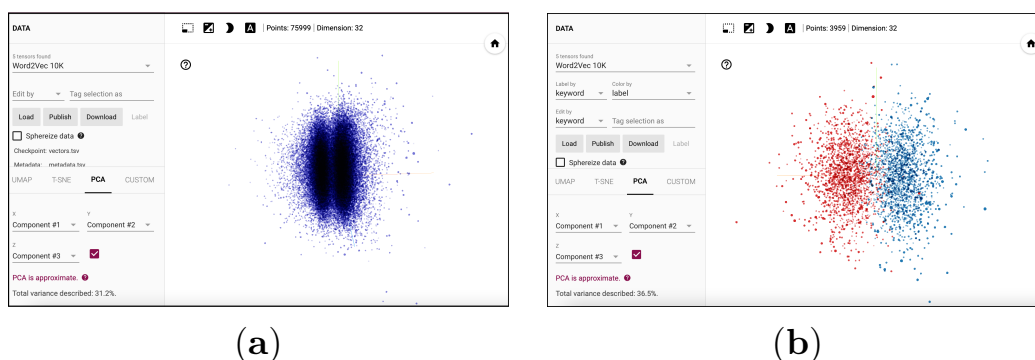 DATA
Points: 75999 | Dimension: 32
5 tensors found
Word2Vec 10K
Edit by
Tag selection as
Load Publish Download Label
Sphereize data
Checkpoint: vectors.tsv
Metadata: metadata.tsv
UMAP T-SNE PCA CUSTOM
X Y
Component #1 Component #2
Z
Component #3
PCA is approximate.
Total variance described: 31.2%.
(a)
DATA
Points: 3959 | Dimension: 32
5 tensors found
Word2Vec 10K
Label by Color by
keyword label
Edit by
keyword Tag selection as
Load Publish Download Label
Sphereize data
UMAP T-SNE PCA CUSTOM
X Y
Component #1 Component #2
Z
Component #3
PCA is approximate.
Total variance described: 36.5%.
(b)